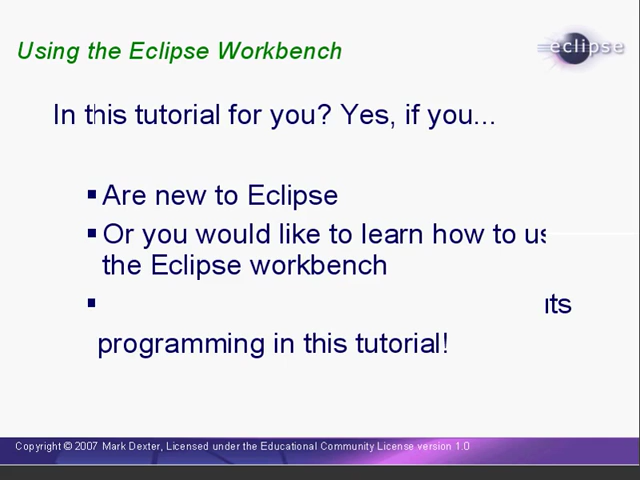 Using the Eclipse Workbench
eclipse
In this tutorial for you? Yes, if you...
Are new to Eclipse
Or you would like to learn how to
the Eclipse workbench
programming in this tutorial!
Copyright © 2007 Mark Dexter, Licensed under the Educational Community License version 1.0